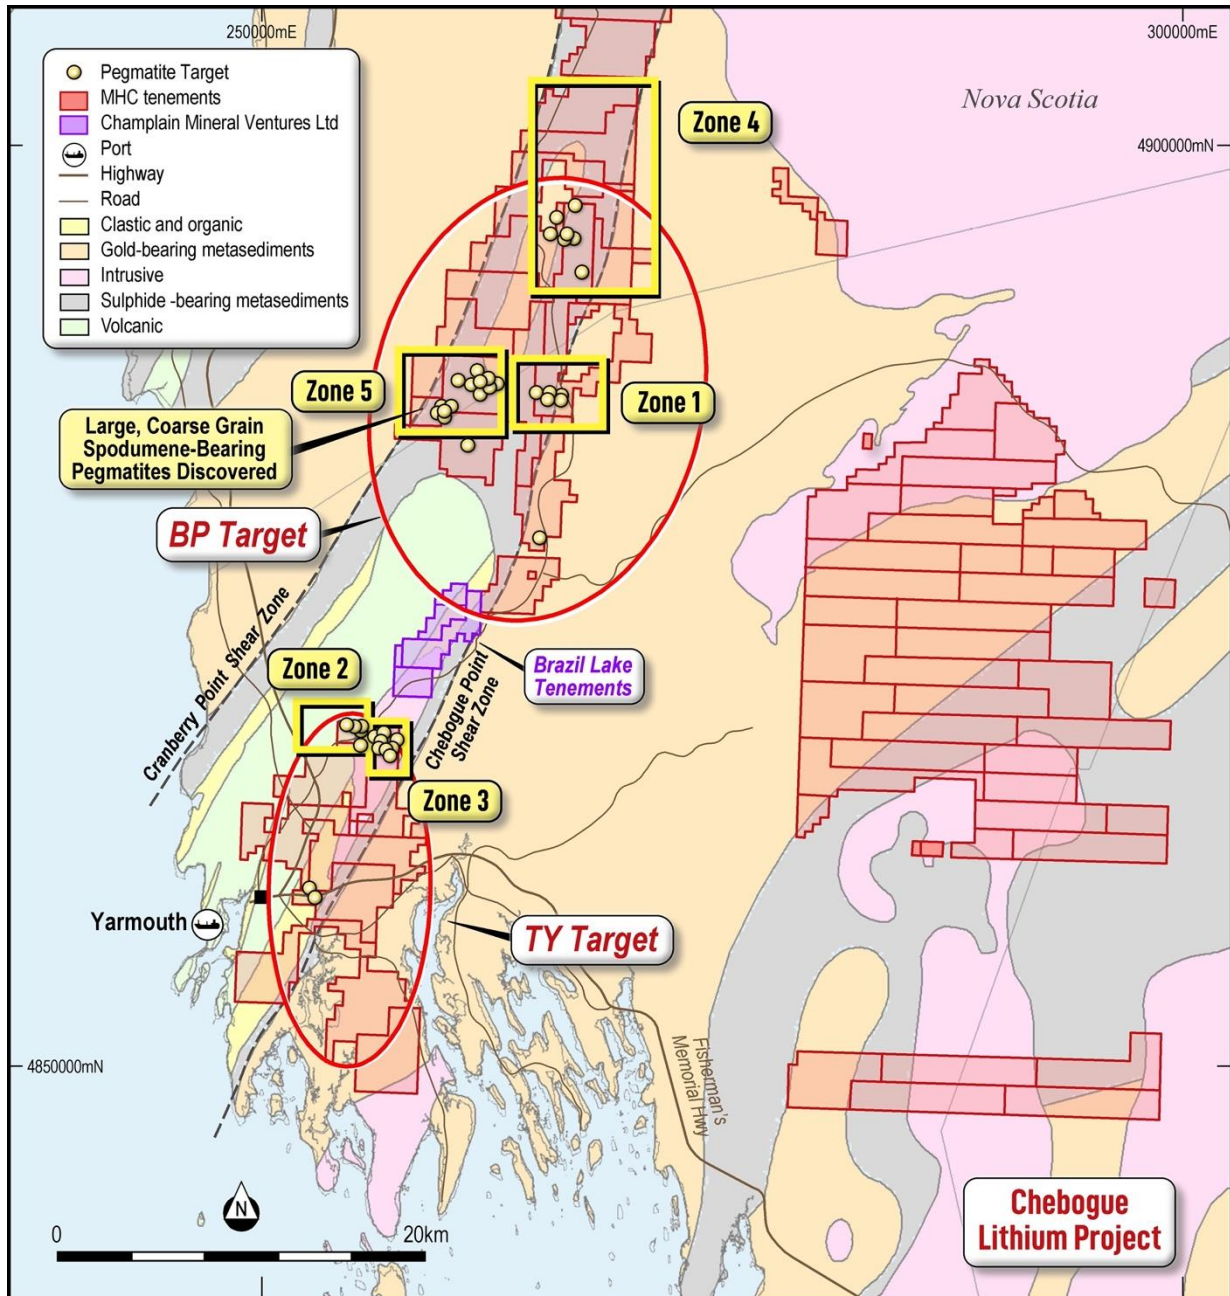 250000mE
300000mE
Pegmatite Target
MHC tenements
Champlain Mineral Ventures Ltd
Port
Highway
Road
Clastic and organic
Gold-bearing metasediments
Intrusive
Sulphide -bearing metasediments
Volcanic
Nova Scotia
Zone 4
4900000mN
Zone 5
Zone 1
Large, Coarse Grain
Spodumene-Bearing
Pegmatites Discovered
BP Target
Cranberry Point Shear Zone
Zone 2
Brazil Lake
Tenements
Chebogue Point
Shear Zone
Zone 3
Yarmouth
TY Target
4850000mN
Fisherman's
Memorial Hwy
N
0
20km
Chebogue
Lithium Project